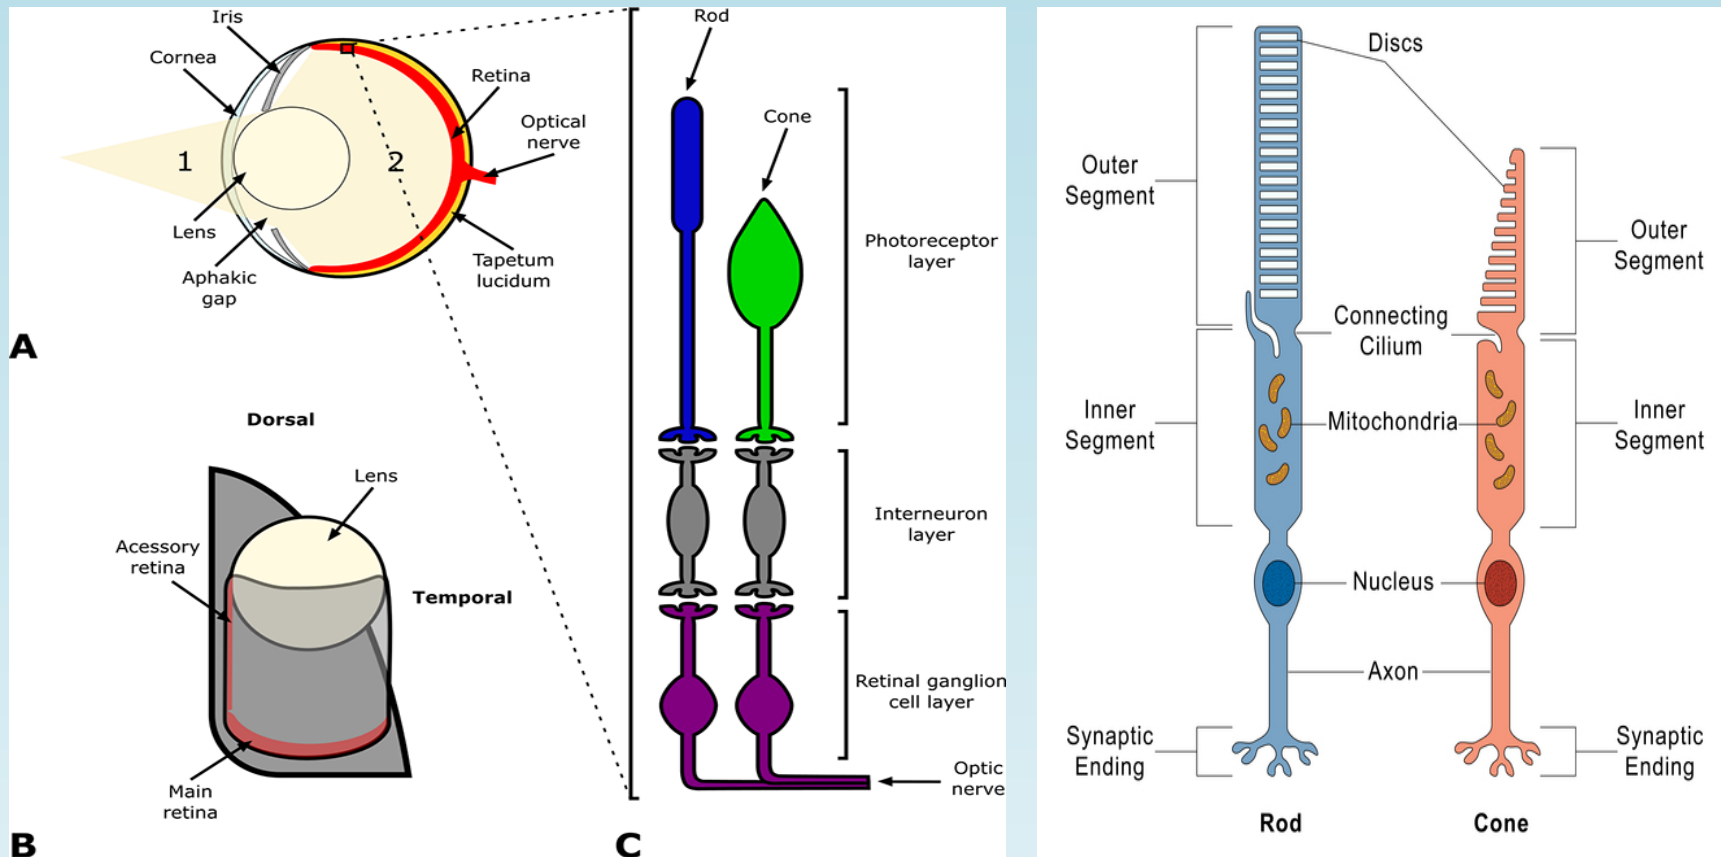 Iris
Cornea
Retina
Optical
nerve
1
2
Lens
Aphakic
gap
Tapetum
lucidum
A
Dorsal
Lens
Acessory
retina
Temporal
Main
retina
B
Rod
Cone
Photoreceptor
layer
Interneuron
layer
Retinal ganglion
cell layer
Optic
nerve
C
Discs
Outer
Segment
Outer
Segment
Connecting
Cilium
Inner
Segment
Mitochondria
Inner
Segment
Nucleus
Axon
Synaptic
Ending
Synaptic
Ending
Rod
Cone